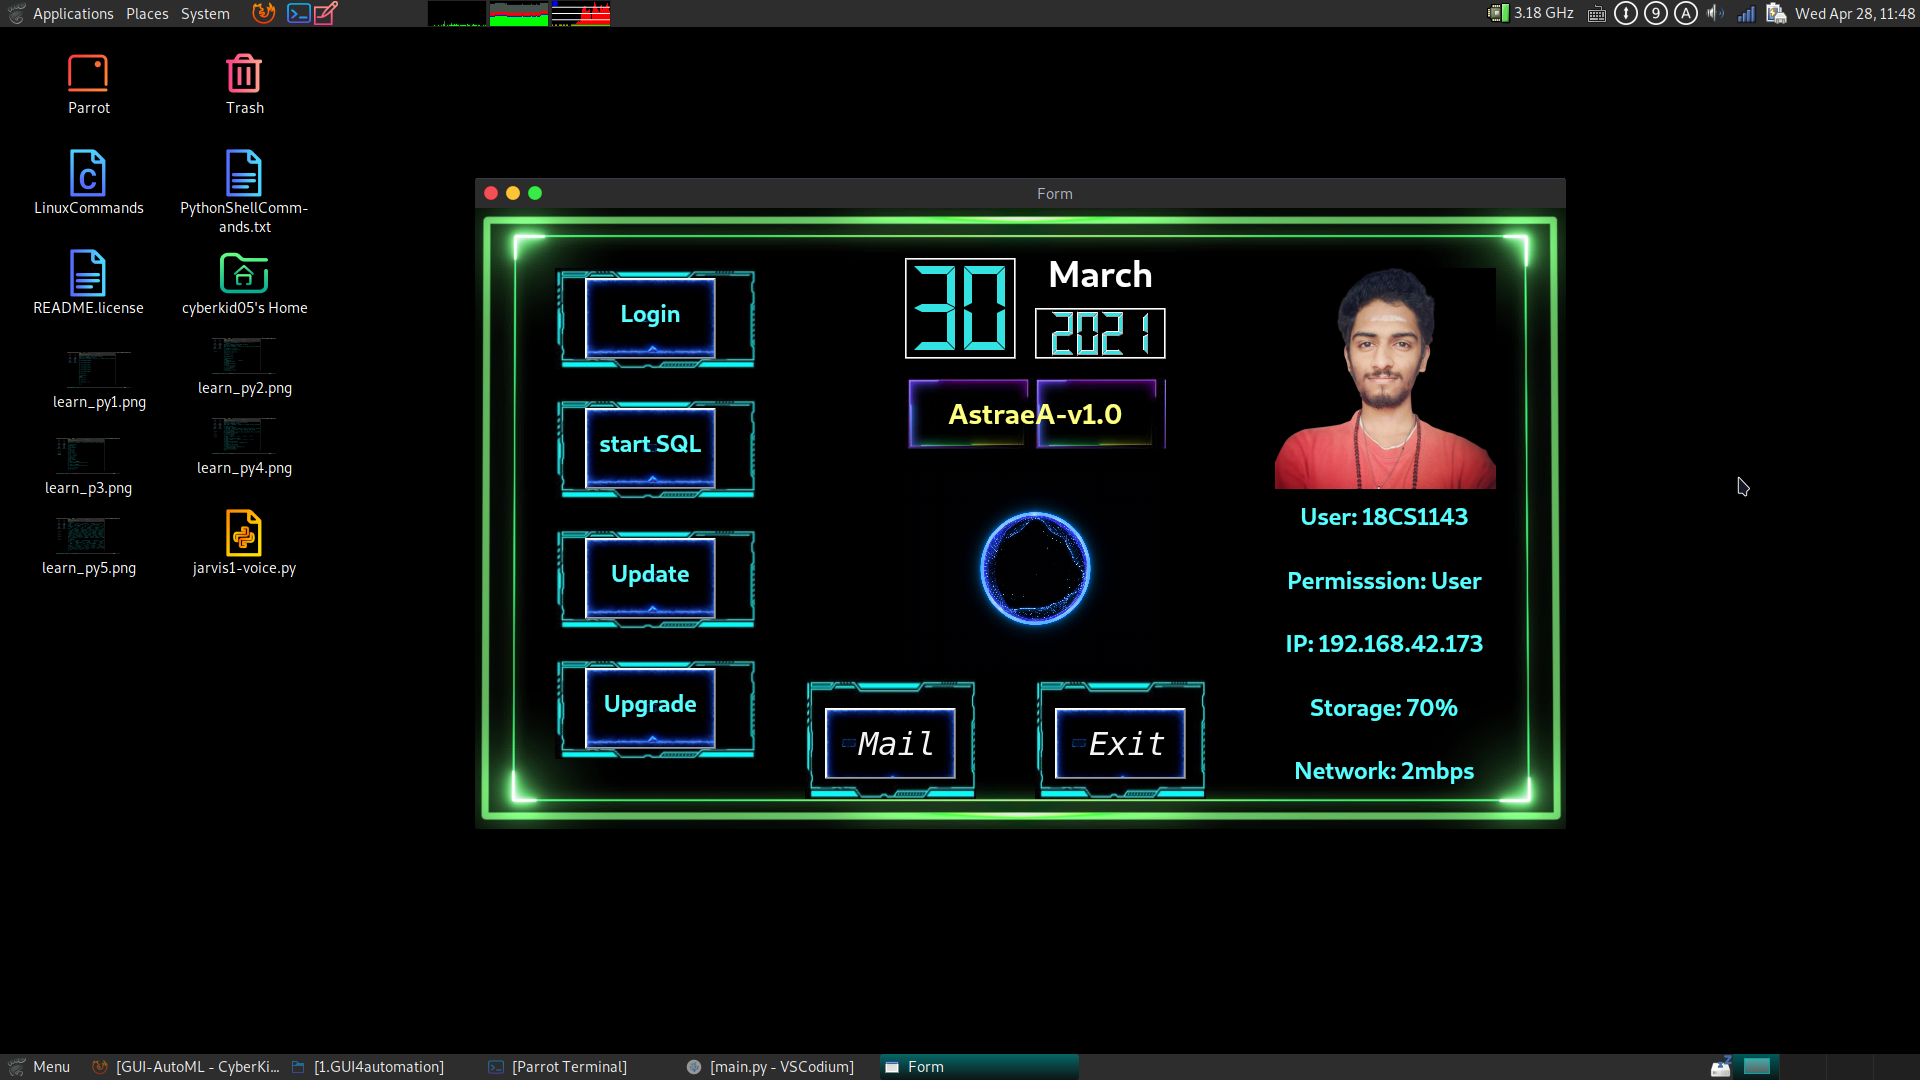 Applications Places System
3.18 GHz
9
A
Wed Apr 28, 11:48
Parrot
Trash
LinuxCommands
PythonShellComm-
ands.txt
README.license
cyberkid05's Home
learn_py1.png
learn_py2.png
learn_p3.png
learn_py4.png
learn_py5.png
jarvis1-voice.py
Form
Login
start SQL
Update
Upgrade
30
March
2021
AstraeA-v1.0
Mail
Exit
User: 18CS1143
Permisssion: User
IP: 192.168.42.173
Storage: 70%
Network: 2mbps
Menu
[GUI-AutoML - CyberKi...
[1.GUI4automation]
[Parrot Terminal]
[main.py - VSCodium]
Form